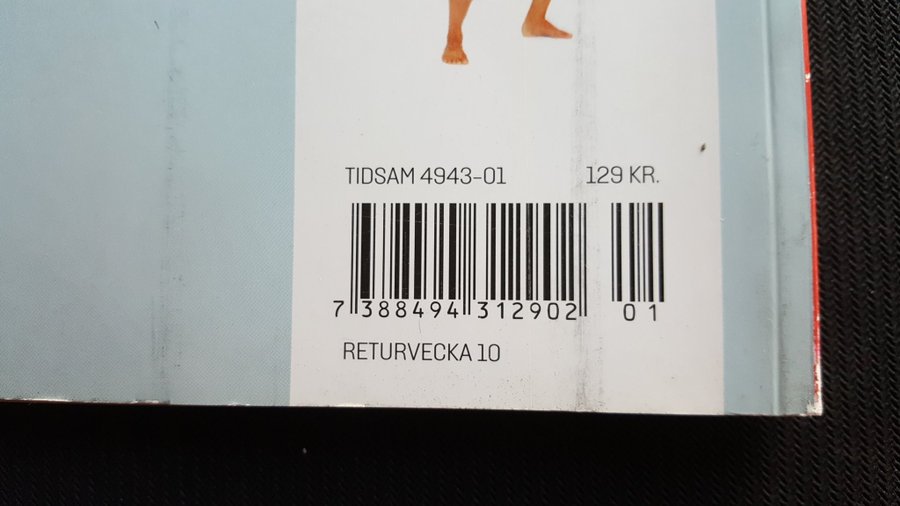 TIDSAM 4943-01 129 KR.
7 388494 312902 01
RETURVECKA 10